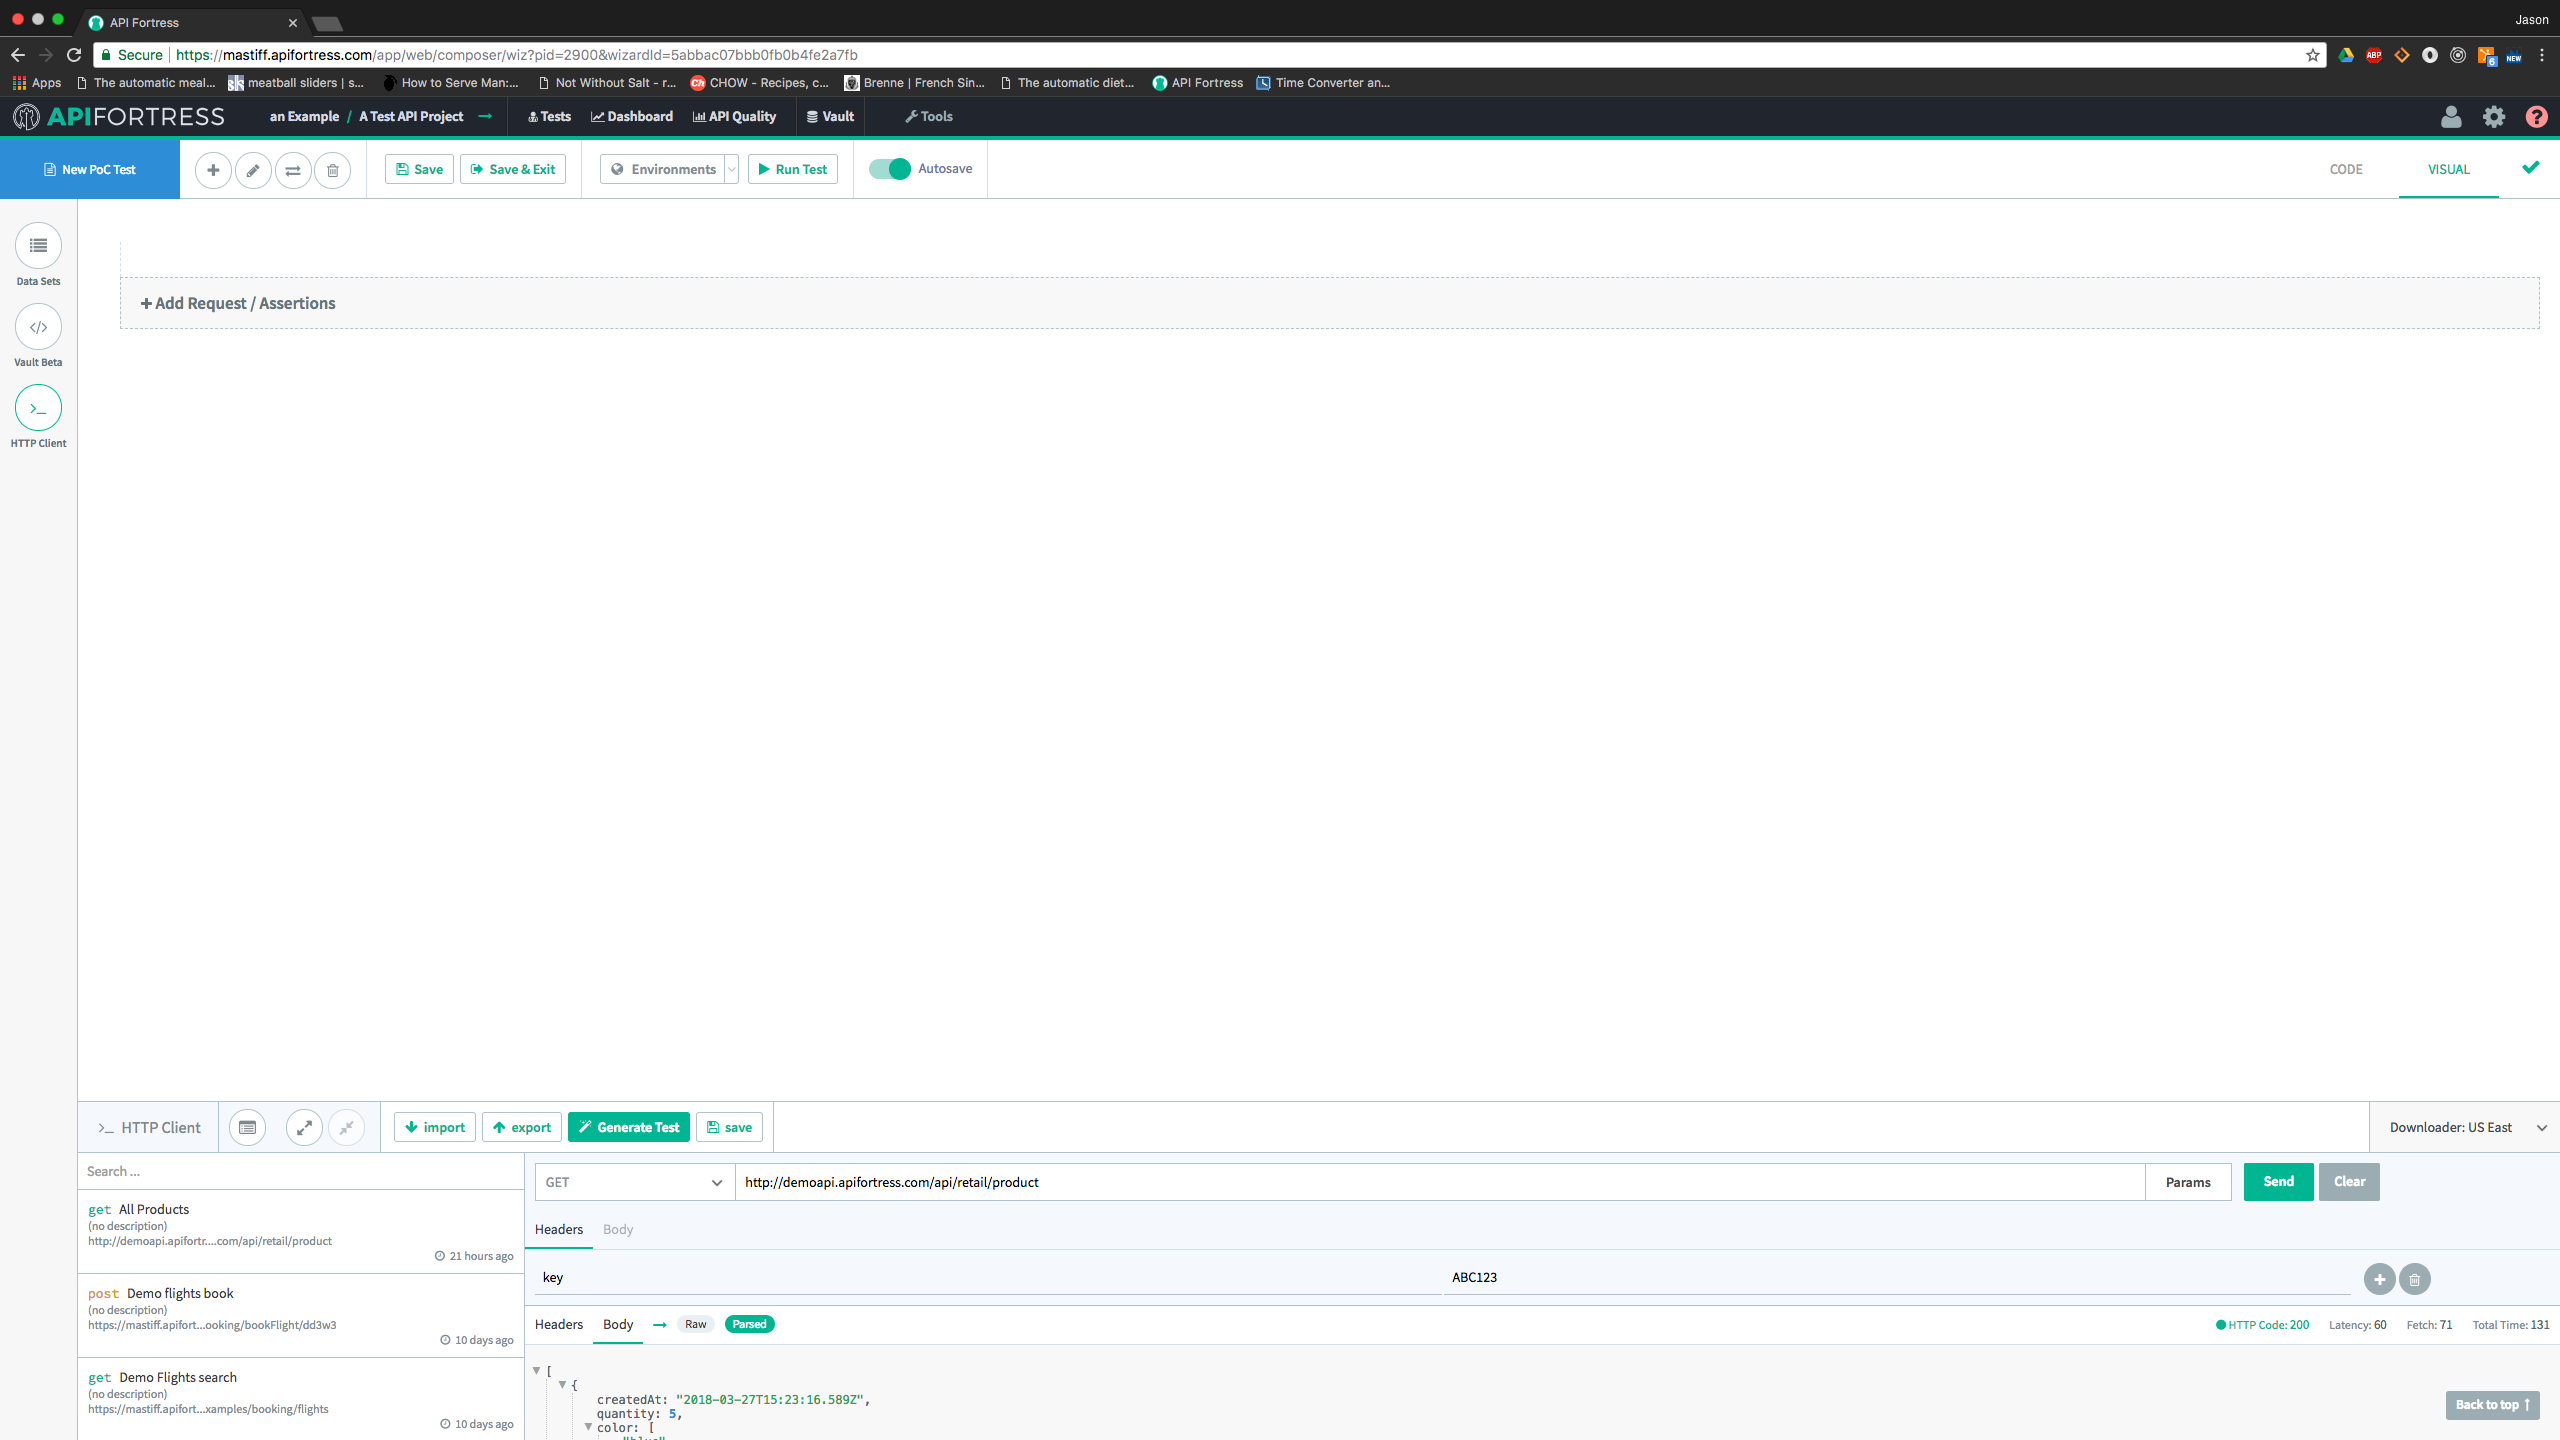 API Fortress
Jason
Secure https://mastiff.apifortress.com/app/web/composer/wiz?pid=2900&wizardId=5abbac07bbb0fb0b4fe2a7fb
ABP
6
NEW
Apps
The automatic meal...
meatball sliders | s...
How to Serve Man:...
Not Without Salt - r...
CHOW - Recipes, c...
Brenne | French Sin...
The automatic diet...
API Fortress
Time Converter an...
APIFORTRESS
an Example / A Test API Project
Tests
Dashboard
API Quality
Vault
Tools
New PoC Test
Save
Save & Exit
Environments
Run Test
Autosave
CODE
VISUAL
Data Sets
Vault Beta
HTTP Client
Add Request / Assertions
HTTP Client
import
export
Generate Test
save
Downloader: US East
Search ...
get All Products
(no description)
http://demoapi.apifortr....com/api/retail/product
21 hours ago
post Demo flights book
(no description)
https://mastiff.apifort...ooking/bookFlight/dd3w3
10 days ago
get Demo Flights search
(no description)
https://mastiff.apifort...xamples/booking/flights
10 days ago
GET
http://demoapi.apifortress.com/api/retail/product
Params
Send
Clear
Headers
Body
key
ABC123
Headers
Body
Raw
Parsed
HTTP Code: 200
Latency: 60
Fetch: 71
Total Time: 131
[
{
createdAt: "2018-03-27T15:23:16.589Z",
quantity: 5,
color: [
Back to top